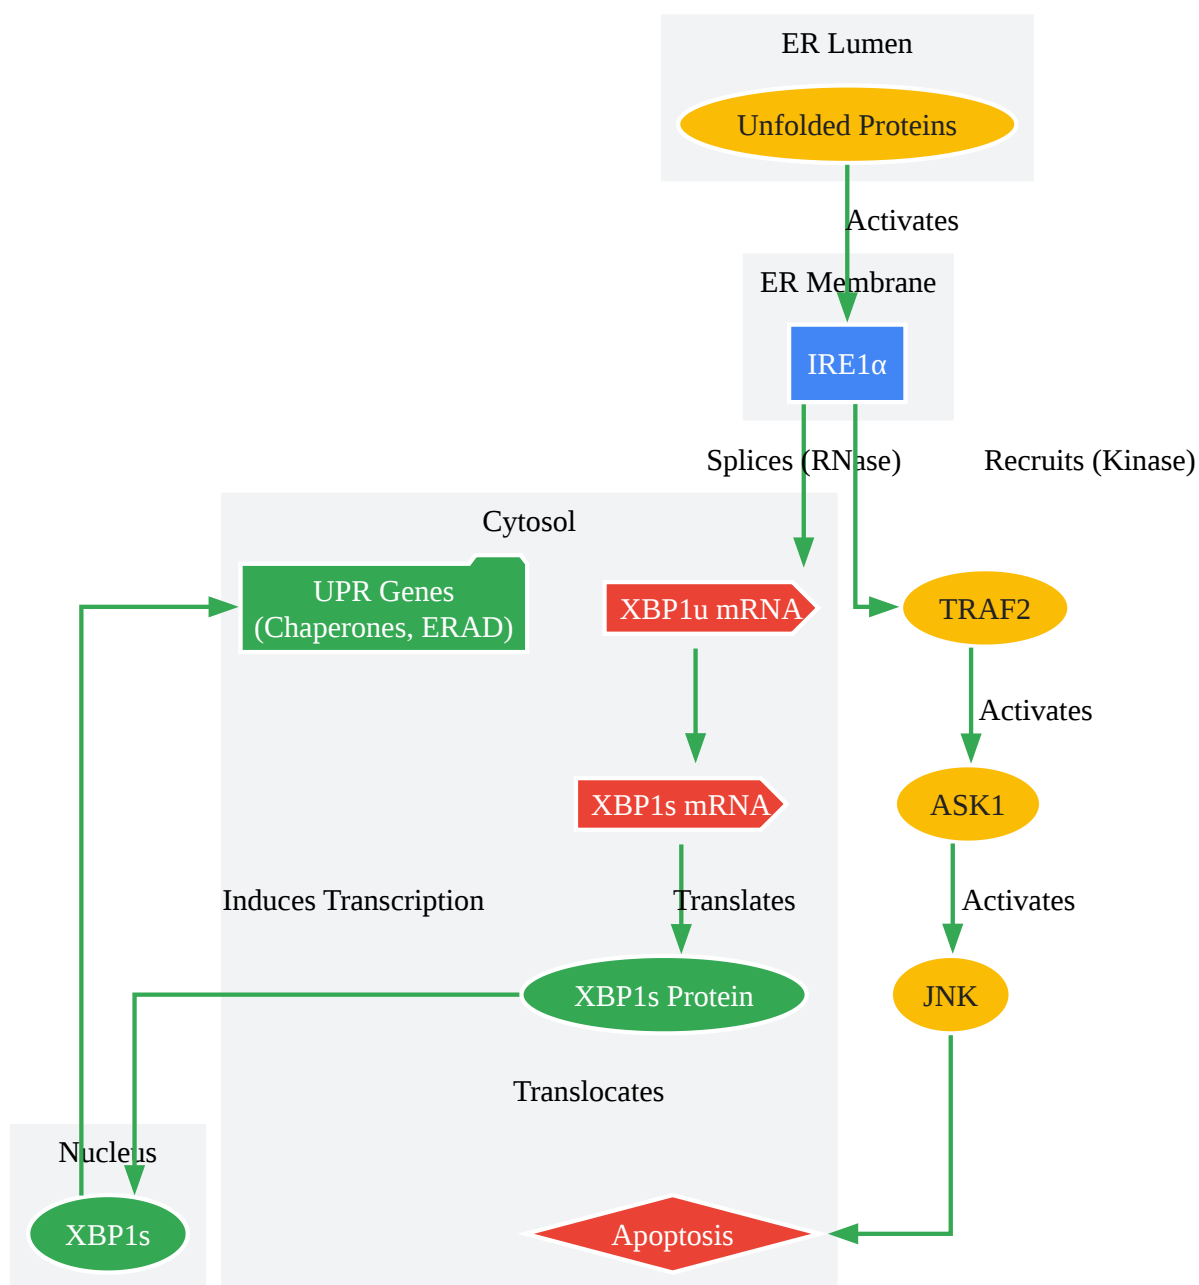 ER Lumen
Unfolded Proteins
Activates
ER Membrane
IRE1α
Splices (RNase)
Recruits (Kinase)
Cytosol
UPR Genes
(Chaperones, ERAD)
XBP1u mRNA
TRAF2
Activates
XBP1s mRNA
ASK1
Induces Transcription
Translates
Activates
XBP1s Protein
JNK
Translocates
Nucleus
XBP1s
Apoptosis